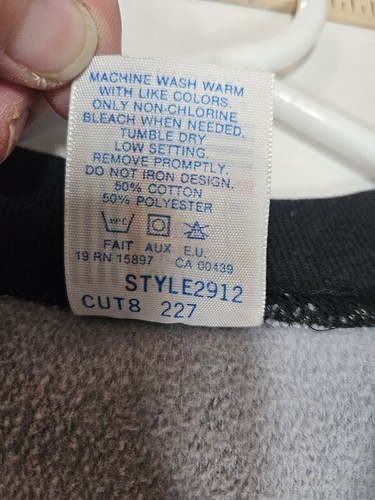 MACHINE WASH WARM
WITH LIKE COLORS.
ONLY NON-CHLORINE
BLEACH WHEN NEEDED.
TUMBLE DRY
LOW SETTING.
REMOVE PROMPTLY.
DO NOT IRON DESIGN.
50% COTTON
50% POLYESTER
FAIT AUX E.U.
19 RN 15897 CA 00439
STYLE2912
CUT8 227